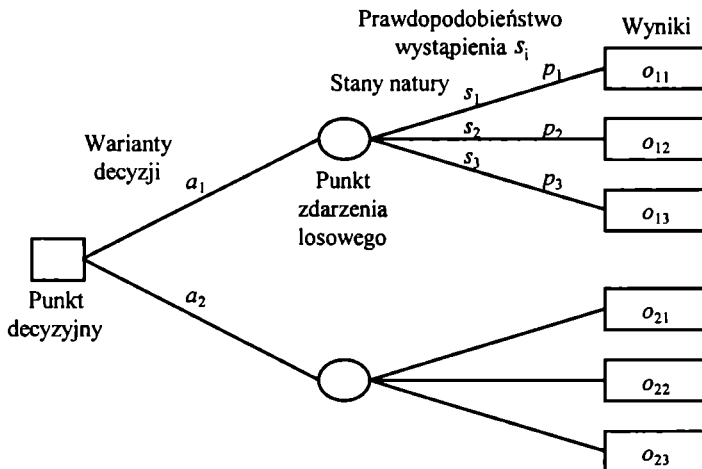 Prawdopodobieństwo
wystąpienia s_i
Wyniki
Stany natury
s_1
p_1
o_11
s_2
p_2
o_12
s_3
p_3
o_13
Warianty
decyzji
a_1
Punkt
zdarzenia
losowego
Punkt
decyzyjny
a_2
o_21
o_22
o_23